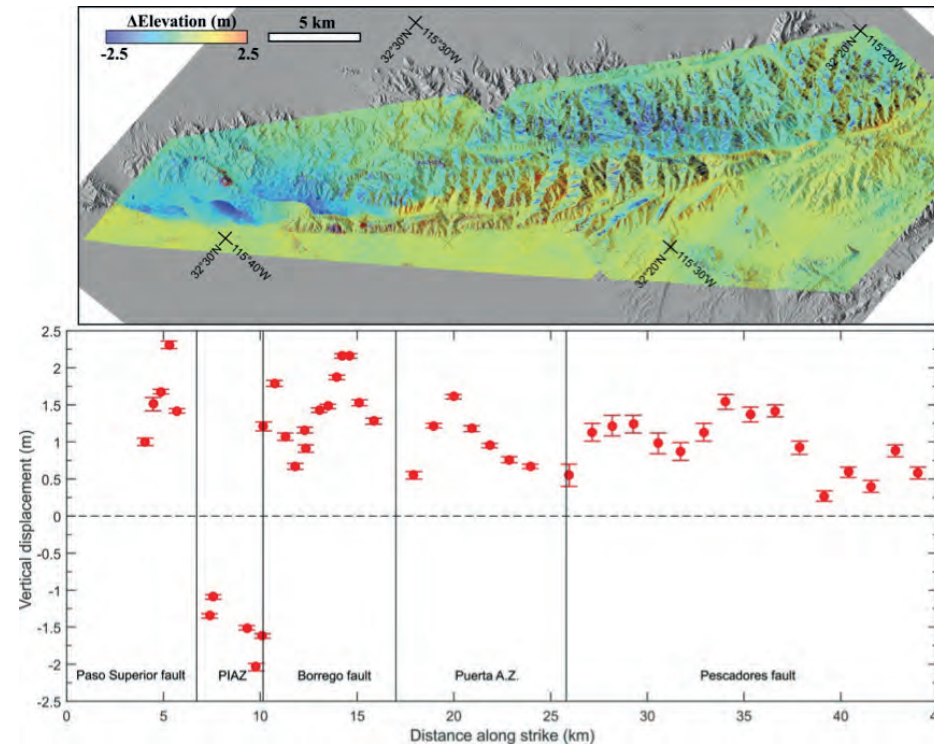 ΔElevation (m)
-2.5 2.5
5 km
32°30'N 115°30'W
32°20'N 115°20'W
32°30'N 115°40'W
32°20'N 115°30'W
Vertical displacement (m)
2.5
2
1.5
1
0.5
0
-0.5
-1
-1.5
-2
-2.5
Paso Superior fault PIAZ Borrego fault Puerta A.Z. Pescadores fault
0 5 10 15 20 25 30 35 40 45
Distance along strike (km)